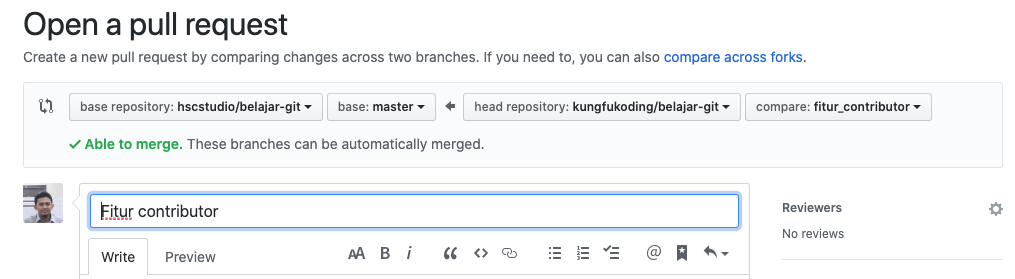 Open a pull request
Create a new pull request by comparing changes across two branches. If you need to, you can also compare across forks.
base repository: hscstudio/belajar-git base: master head repository: kungfukoding/belajar-git compare: fitur_contributor
Able to merge. These branches can be automatically merged.
Fitur contributor
Reviewers
No reviews
Write Preview AA B i “ <> @